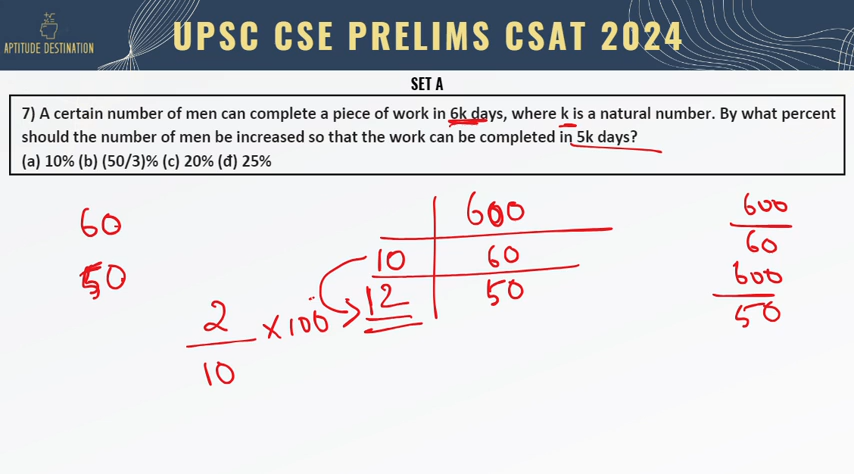 APTITUDE DESTINATION
UPSC CSE PRELIMS CSAT 2024
SET A
7) A certain number of men can complete a piece of work in 6k days, where k is a natural number. By what percent
should the number of men be increased so that the work can be completed in 5k days?
(a) 10% (b) (50/3)% (c) 20% (d) 25%
60
50
600
10 60
12 50
2
10
×100
600
60
600
50